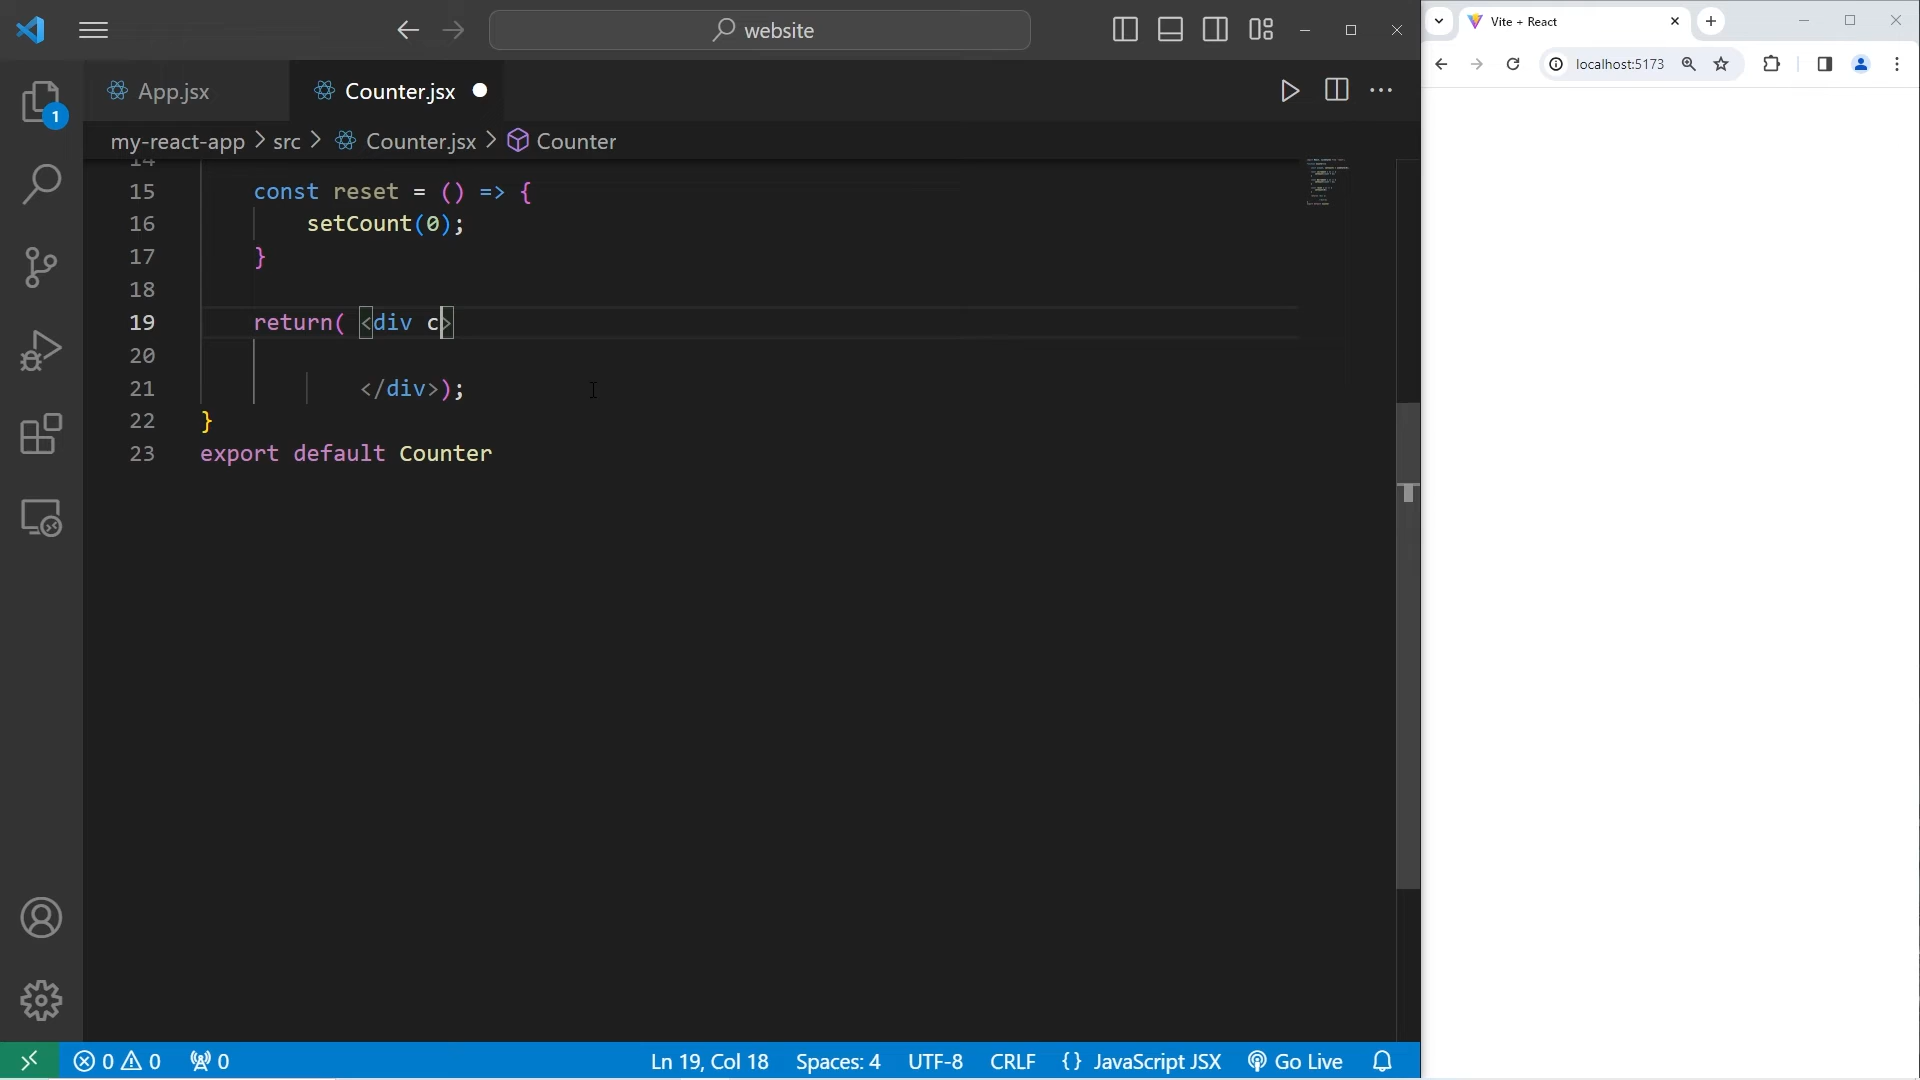 website
Vite + React
localhost:5173
App.jsx
Counter.jsx
1
my-react-app > src > Counter.jsx > Counter
14
15 const reset = () => {
16 setCount(0);
17 }
18
19 return( <div c>
20
21 </div>);
22 }
23 export default Counter
0 0 0 Ln 19, Col 18 Spaces: 4 UTF-8 CRLF {} JavaScript JSX Go Live